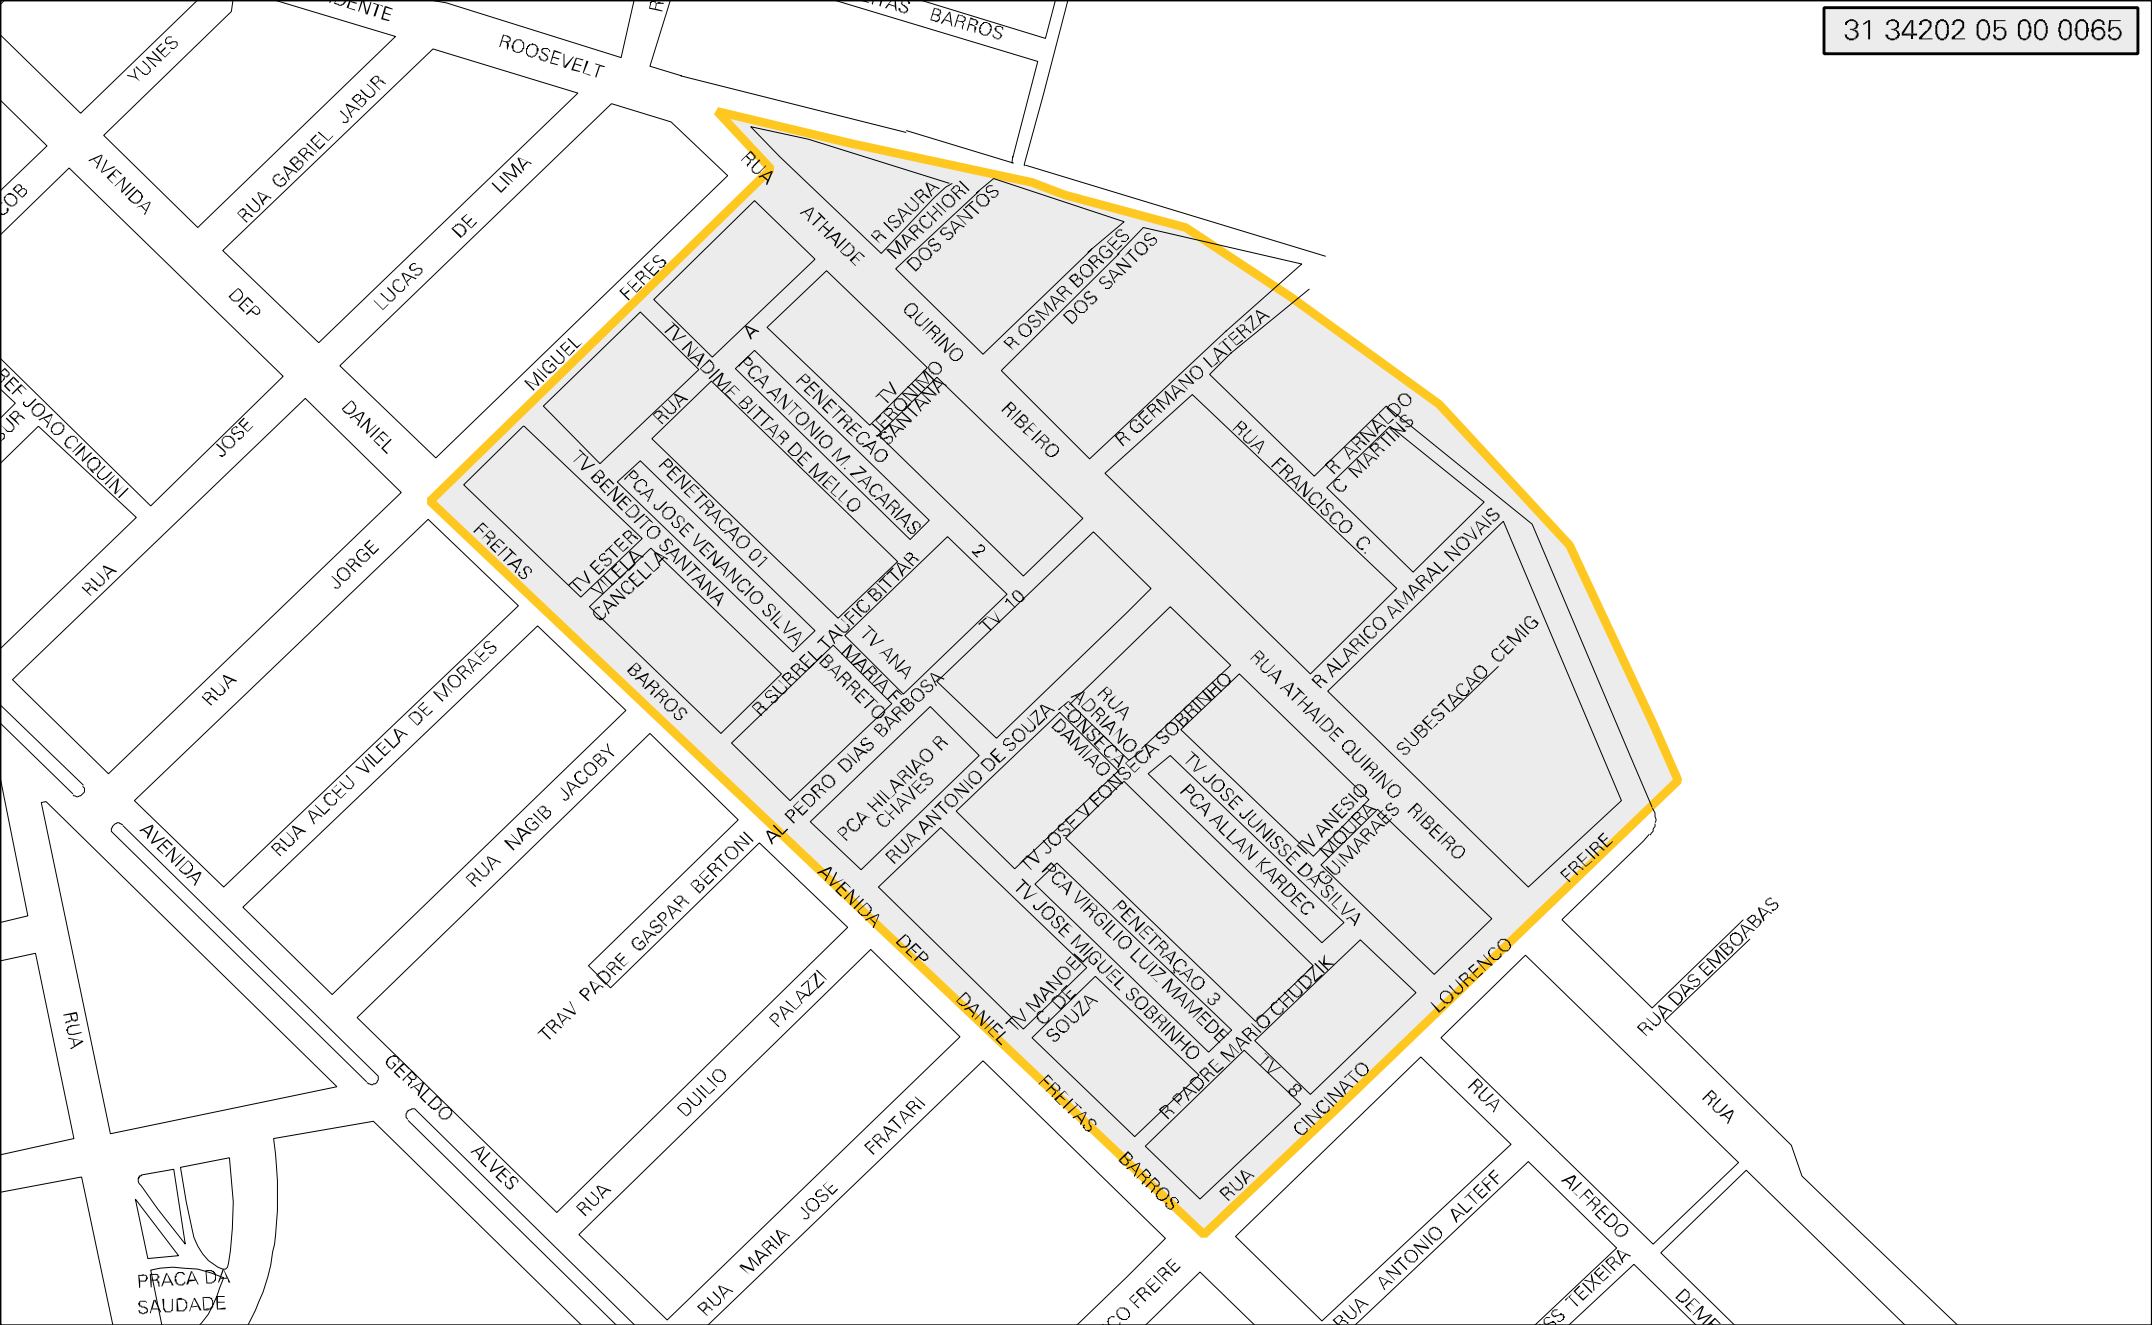 31 34202 05 00 0065
ROOSEVELT
BARROS
YUNES
RUA GABRIEL JABUR
AVENIDA
DEP
DANIEL
LUCAS DE LIMA
MIGUEL FERES
RUA
ATHAIDE
QUIRINO
RIBEIRO
R ISAURA
MARCHIORI
DOS SANTOS
R OSMAR BORGES
DOS SANTOS
R GERMANO LATERZA
RUA FRANCISCO C.
R ARNALDO
C MARTINS
R ALARICO AMARAL NOVAIS
SUBESTACAO CEMIG
REF JOAO CINQUINI
RUA JOSE
RUA JORGE
FREITAS
BARROS
TV NADIME BITTAR DE MELLO
RUA A
PCA ANTONIO M. ZACARIAS
PENETRECAO
2
TV
JERONIMO
SANTANA
TV BENEDITO SANTANA
PCA JOSE VENANCIO SILVA
PENETRACAO 01
TV ESTER
VILELA
CANCELLA
R SURREI TAUFIC BITTAR
TV ANA
MARIA F
BARRETO
TV 10
AL PEDRO DIAS BARBOSA
PCA HILARIAO R
CHAVES
RUA ANTONIO DE SOUZA
RUA
ADRIANO
FONSECA
DAMIAO
TV JOSE V FONSECA SOBRINHO
RUA ATHAIDE QUIRINO RIBEIRO
TV JOSE JUNISSE DA SILVA
PCA ALLAN KARDEC
TV ANESIO
MOURA
GUIMARAES
PCA VIRGILIO LUIZ MAMEDE
TV JOSE MIGUEL SOBRINHO
PENETRAÇAO 3
TV MANOEL
C DE
SOUZA
R PADRE MARIO CHUDZIK
TV 8
RUA CINCINATO LOURENCO FREIRE
AVENIDA DEP DANIEL FREITAS BARROS
RUA ALCEU VILELA DE MORAES
RUA NAGIB JACOBY
TRAV PADRE GASPAR BERTONI
RUA DUILIO PALAZZI
RUA MARIA JOSE FRATARI
AVENIDA GERALDO ALVES
RUA
PRACA DA
SAUDADE
RUA DAS EMBOABAS
RUA
RUA ALFREDO
RUA ANTONIO ALTEFF
TEIXEIRA
FREIRE